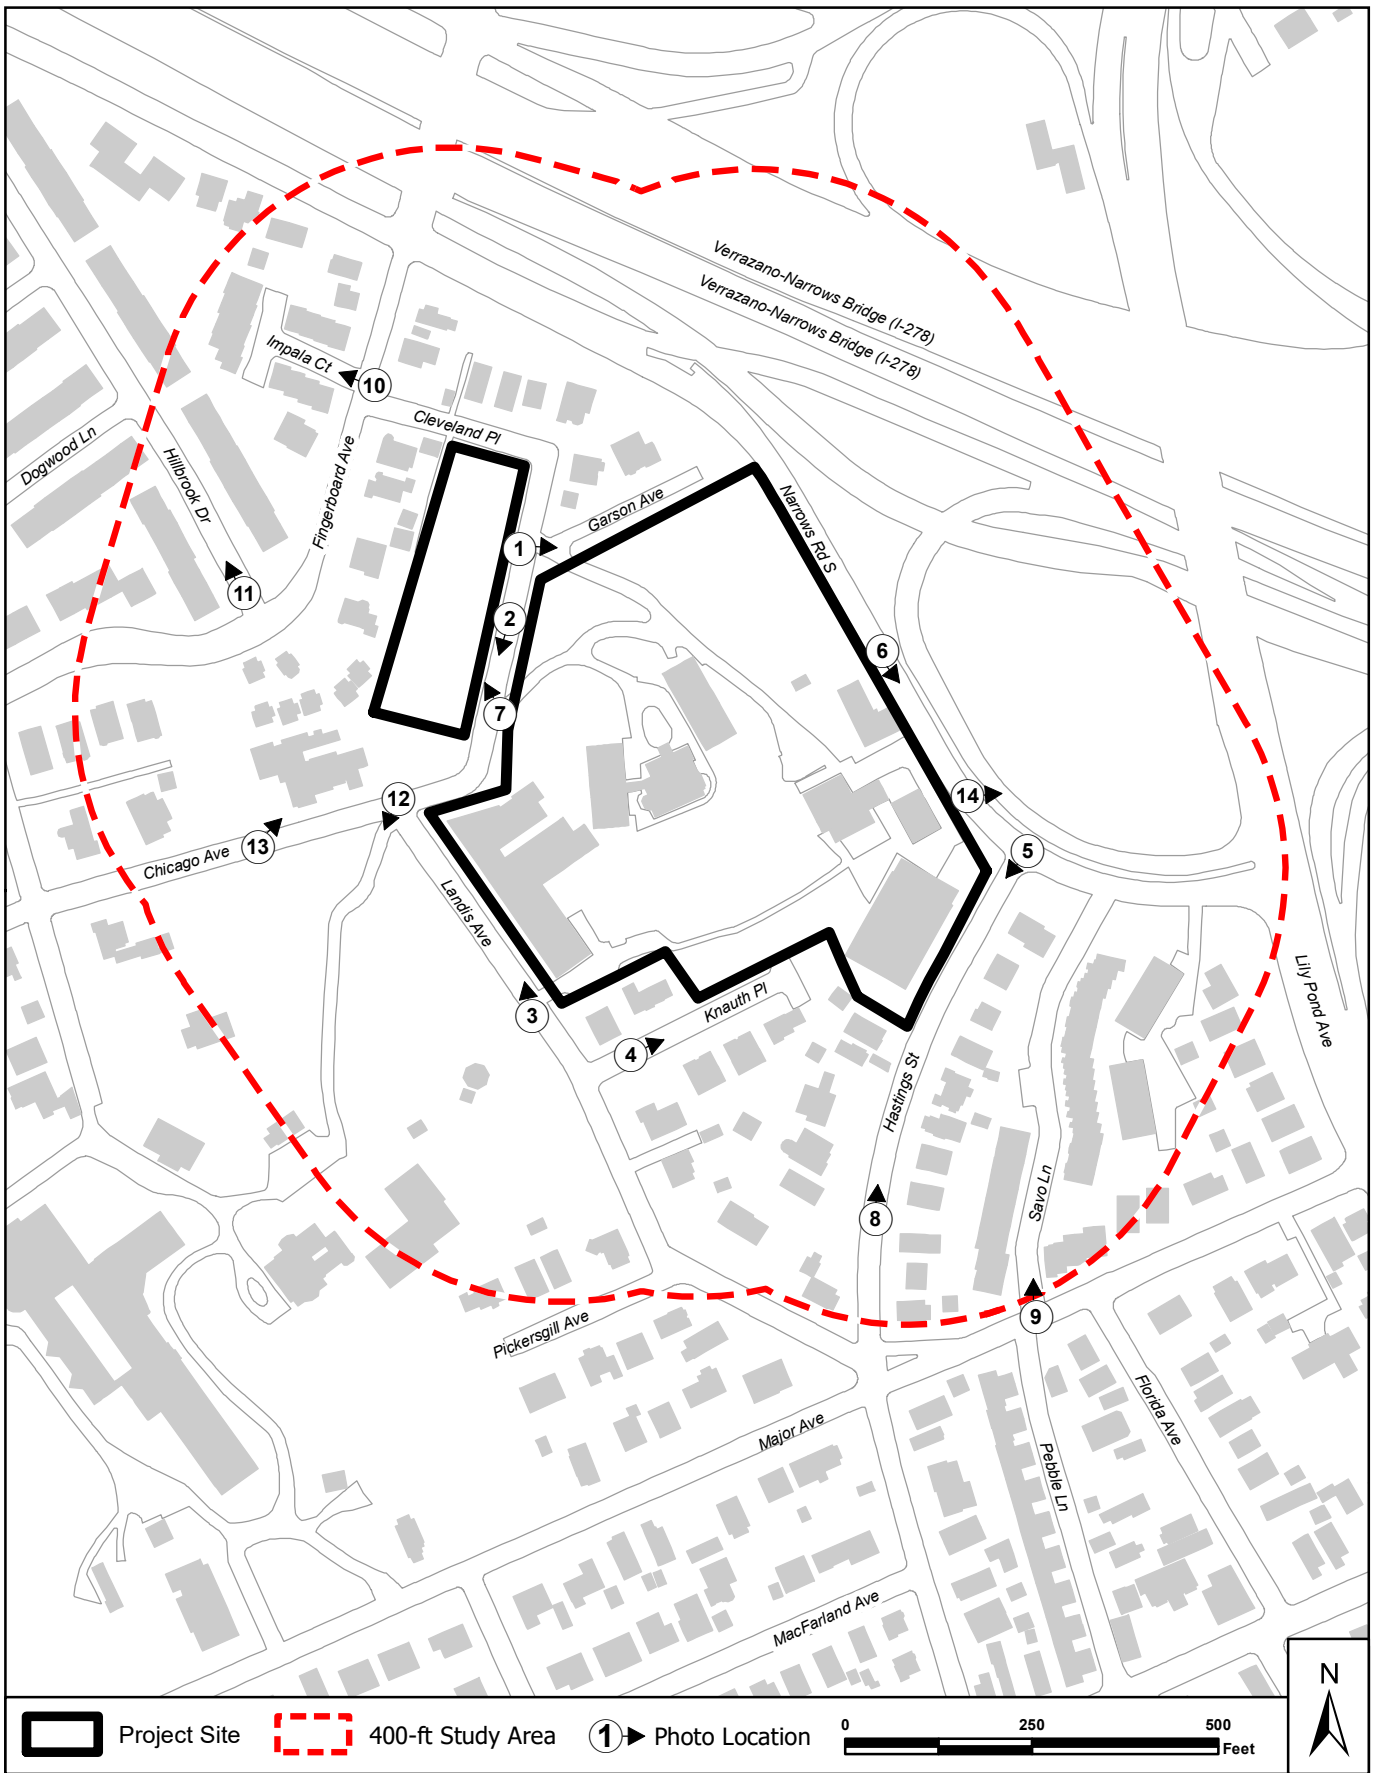 Verrazano-Narrows Bridge (I-278)
Verrazano-Narrows Bridge (I-278)
Impala Ct
10
Cleveland Pl
Dogwood Ln
Hillbrook Dr
Fingerboard Ave
Garson Ave
Narrows Rd S
1
11
2
6
7
12
14
13
Chicago Ave
5
Landis Ave
Lily Pond Ave
Knauth Pl
3
4
Hastings St
Savo Ln
8
9
Pickersgill Ave
Florida Ave
Major Ave
Pebble Ln
MacFarland Ave
N
Project Site
400-ft Study Area
1 Photo Location
0 250 500
Feet